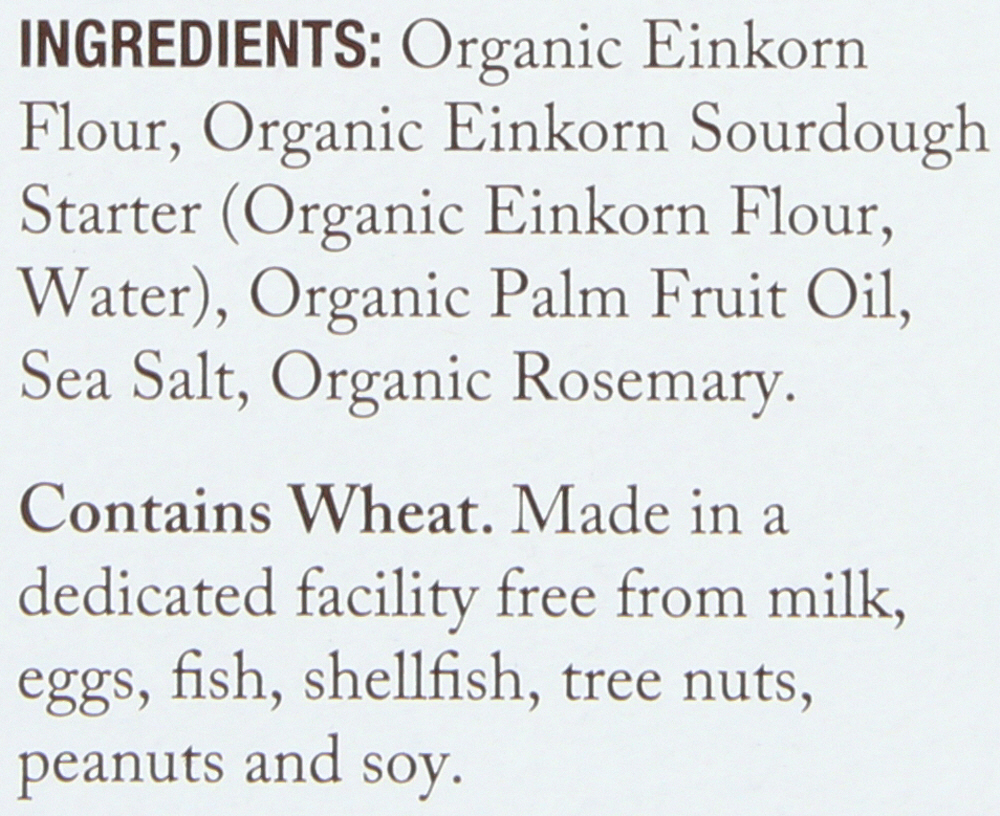 INGREDIENTS: Organic Einkorn
Flour, Organic Einkorn Sourdough
Starter (Organic Einkorn Flour,
Water), Organic Palm Fruit Oil,
Sea Salt, Organic Rosemary.
Contains Wheat. Made in a
dedicated facility free from milk,
eggs, fish, shellfish, tree nuts,
peanuts and soy.